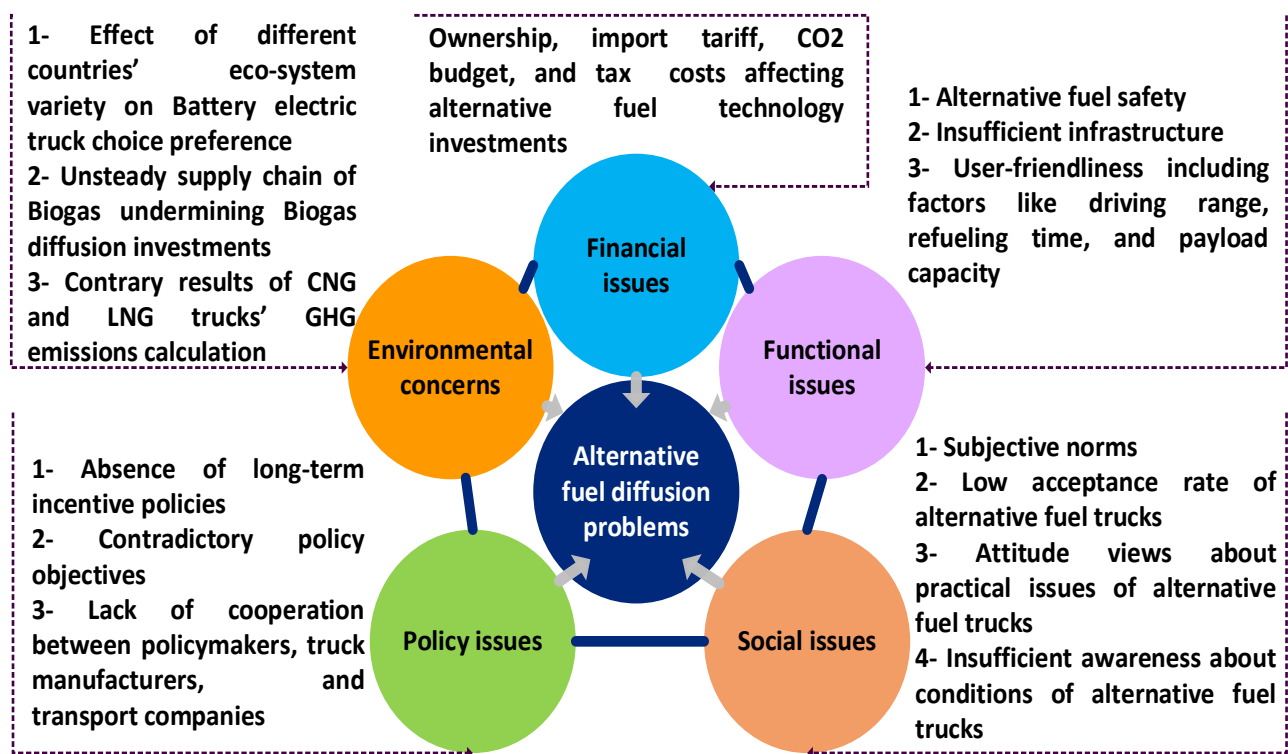 1- Effect of different
countries’ eco-system
variety on Battery electric
truck choice preference
2- Unsteady supply chain of
Biogas undermining Biogas
diffusion investments
3- Contrary results of CNG
and LNG trucks’ GHG
emissions calculation
Ownership, import tariff, CO2
budget, and tax costs affecting
alternative fuel technology
investments
1- Alternative fuel safety
2- Insufficient infrastructure
3- User-friendliness including
factors like driving range,
refueling time, and payload
capacity
Financial
issues
Environmental
concerns
Functional
issues
Alternative
fuel diffusion
problems
1- Absence of long-term
incentive policies
2- Contradictory policy
objectives
3- Lack of cooperation
between policymakers, truck
manufacturers, and
transport companies
Policy issues
Social issues
1- Subjective norms
2- Low acceptance rate of
alternative fuel trucks
3- Attitude views about
practical issues of alternative
fuel trucks
4- Insufficient awareness about
conditions of alternative fuel
trucks